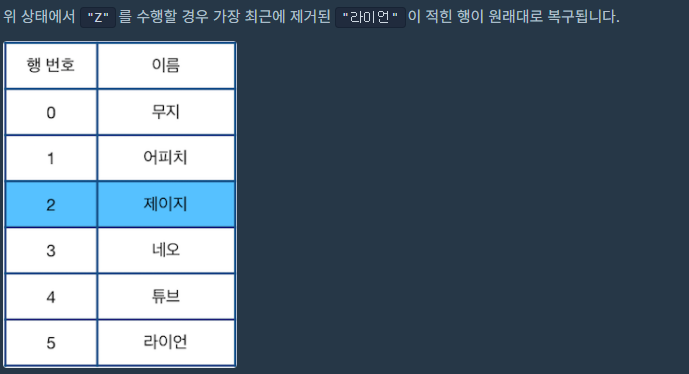 위 상태에서 "Z" 를 수행할 경우 가장 최근에 제거된 "라이언" 이 적힌 행이 원래대로 복구됩니다.
행 번호 이름
0 무지
1 어피치
2 제이지
3 네오
4 튜브
5 라이언